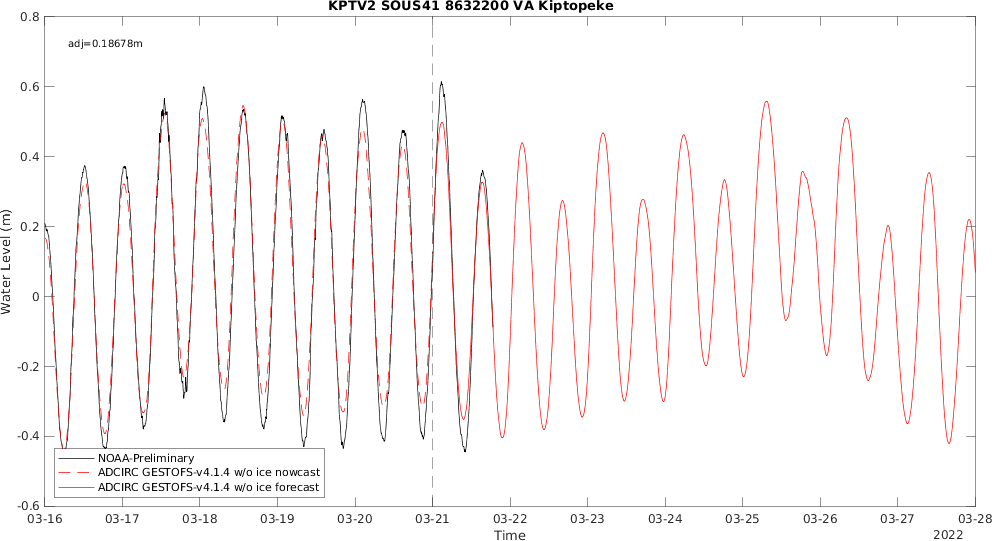 KPTV2 SOUS41 8632200 VA Kiptopeke
adj=0.18678m
0.8
0.6
0.4
0.2
0
-0.2
-0.4
-0.6
Water Level (m)
NOAA-Preliminary
ADCIRC GESTOFS-v4.1.4 w/o ice nowcast
ADCIRC GESTOFS-v4.1.4 w/o ice forecast
03-16 03-17 03-18 03-19 03-20 03-21 03-22 03-23 03-24 03-25 03-26 03-27 03-28
Time
2022